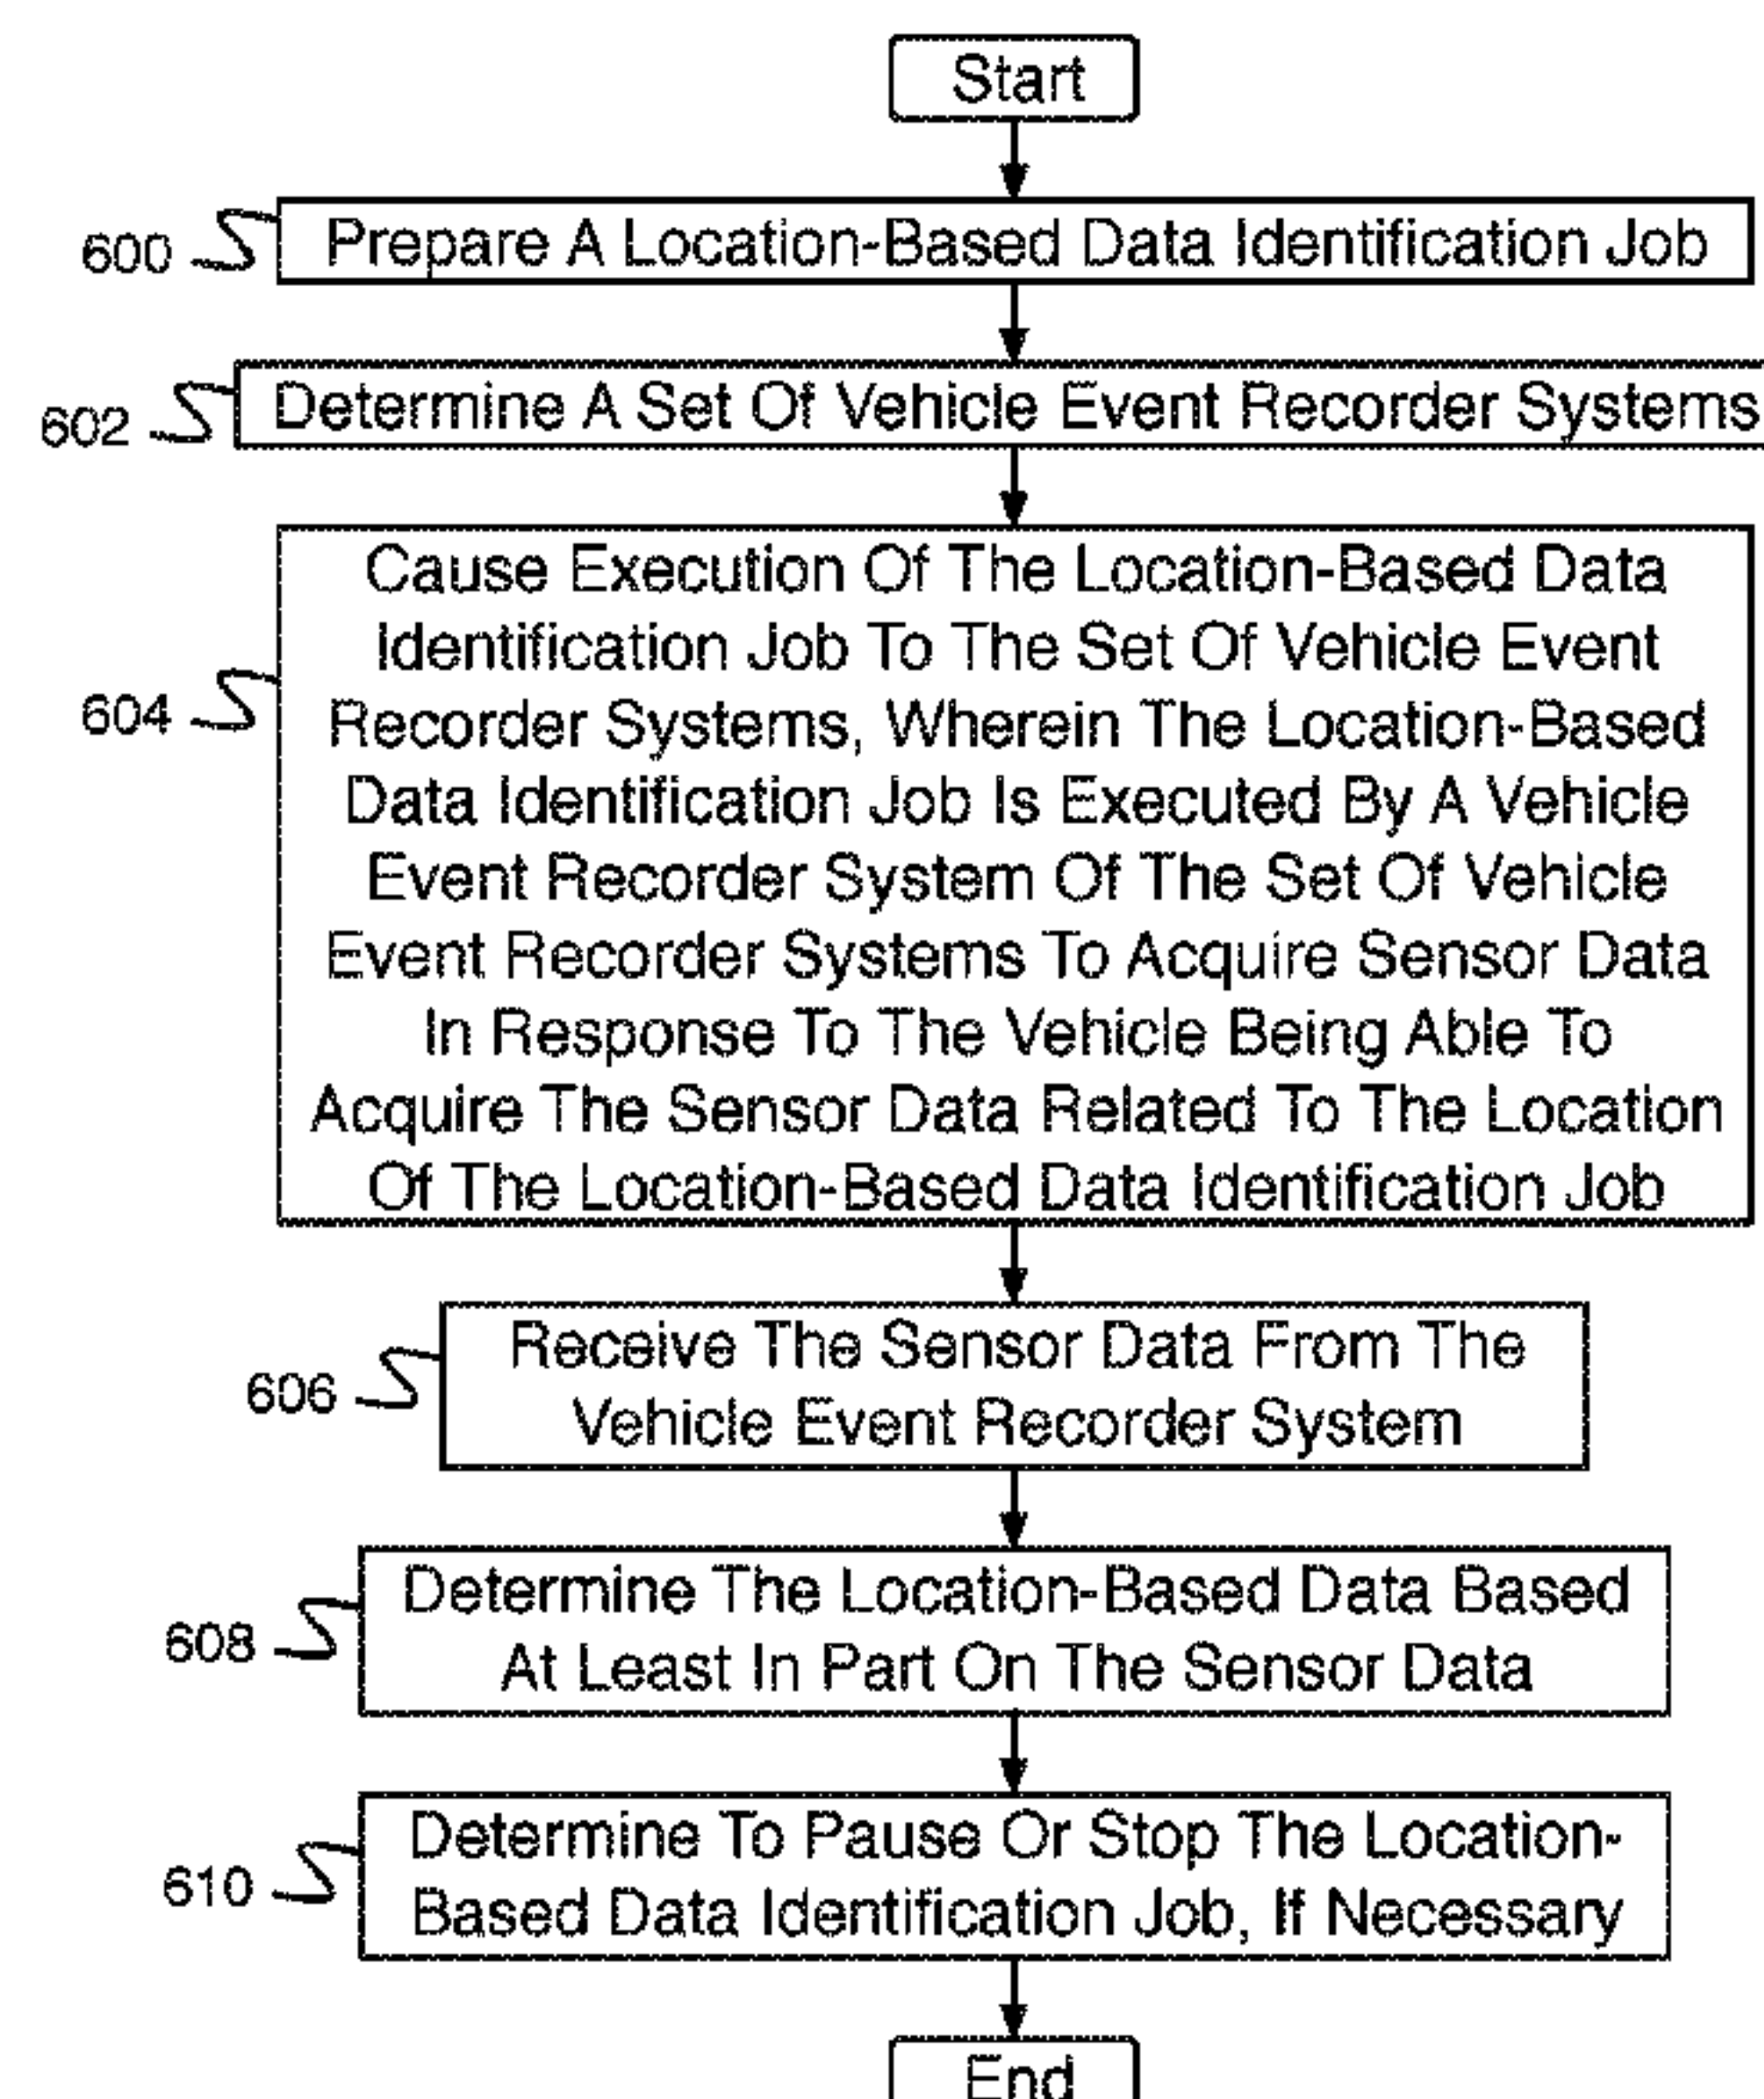 Start
600
Prepare A Location-Based Data Identification Job
602
Determine A Set Of Vehicle Event Recorder Systems
604
Cause Execution Of The Location-Based Data
Identification Job To The Set Of Vehicle Event
Recorder Systems, Wherein The Location-Based
Data Identification Job Is Executed By A Vehicle
Event Recorder System Of The Set Of Vehicle
Event Recorder Systems To Acquire Sensor Data
In Response To The Vehicle Being Able To
Acquire The Sensor Data Related To The Location
Of The Location-Based Data Identification Job
606
Receive The Sensor Data From The
Vehicle Event Recorder System
608
Determine The Location-Based Data Based
At Least In Part On The Sensor Data
610
Determine To Pause Or Stop The Location-
Based Data Identification Job, If Necessary
End